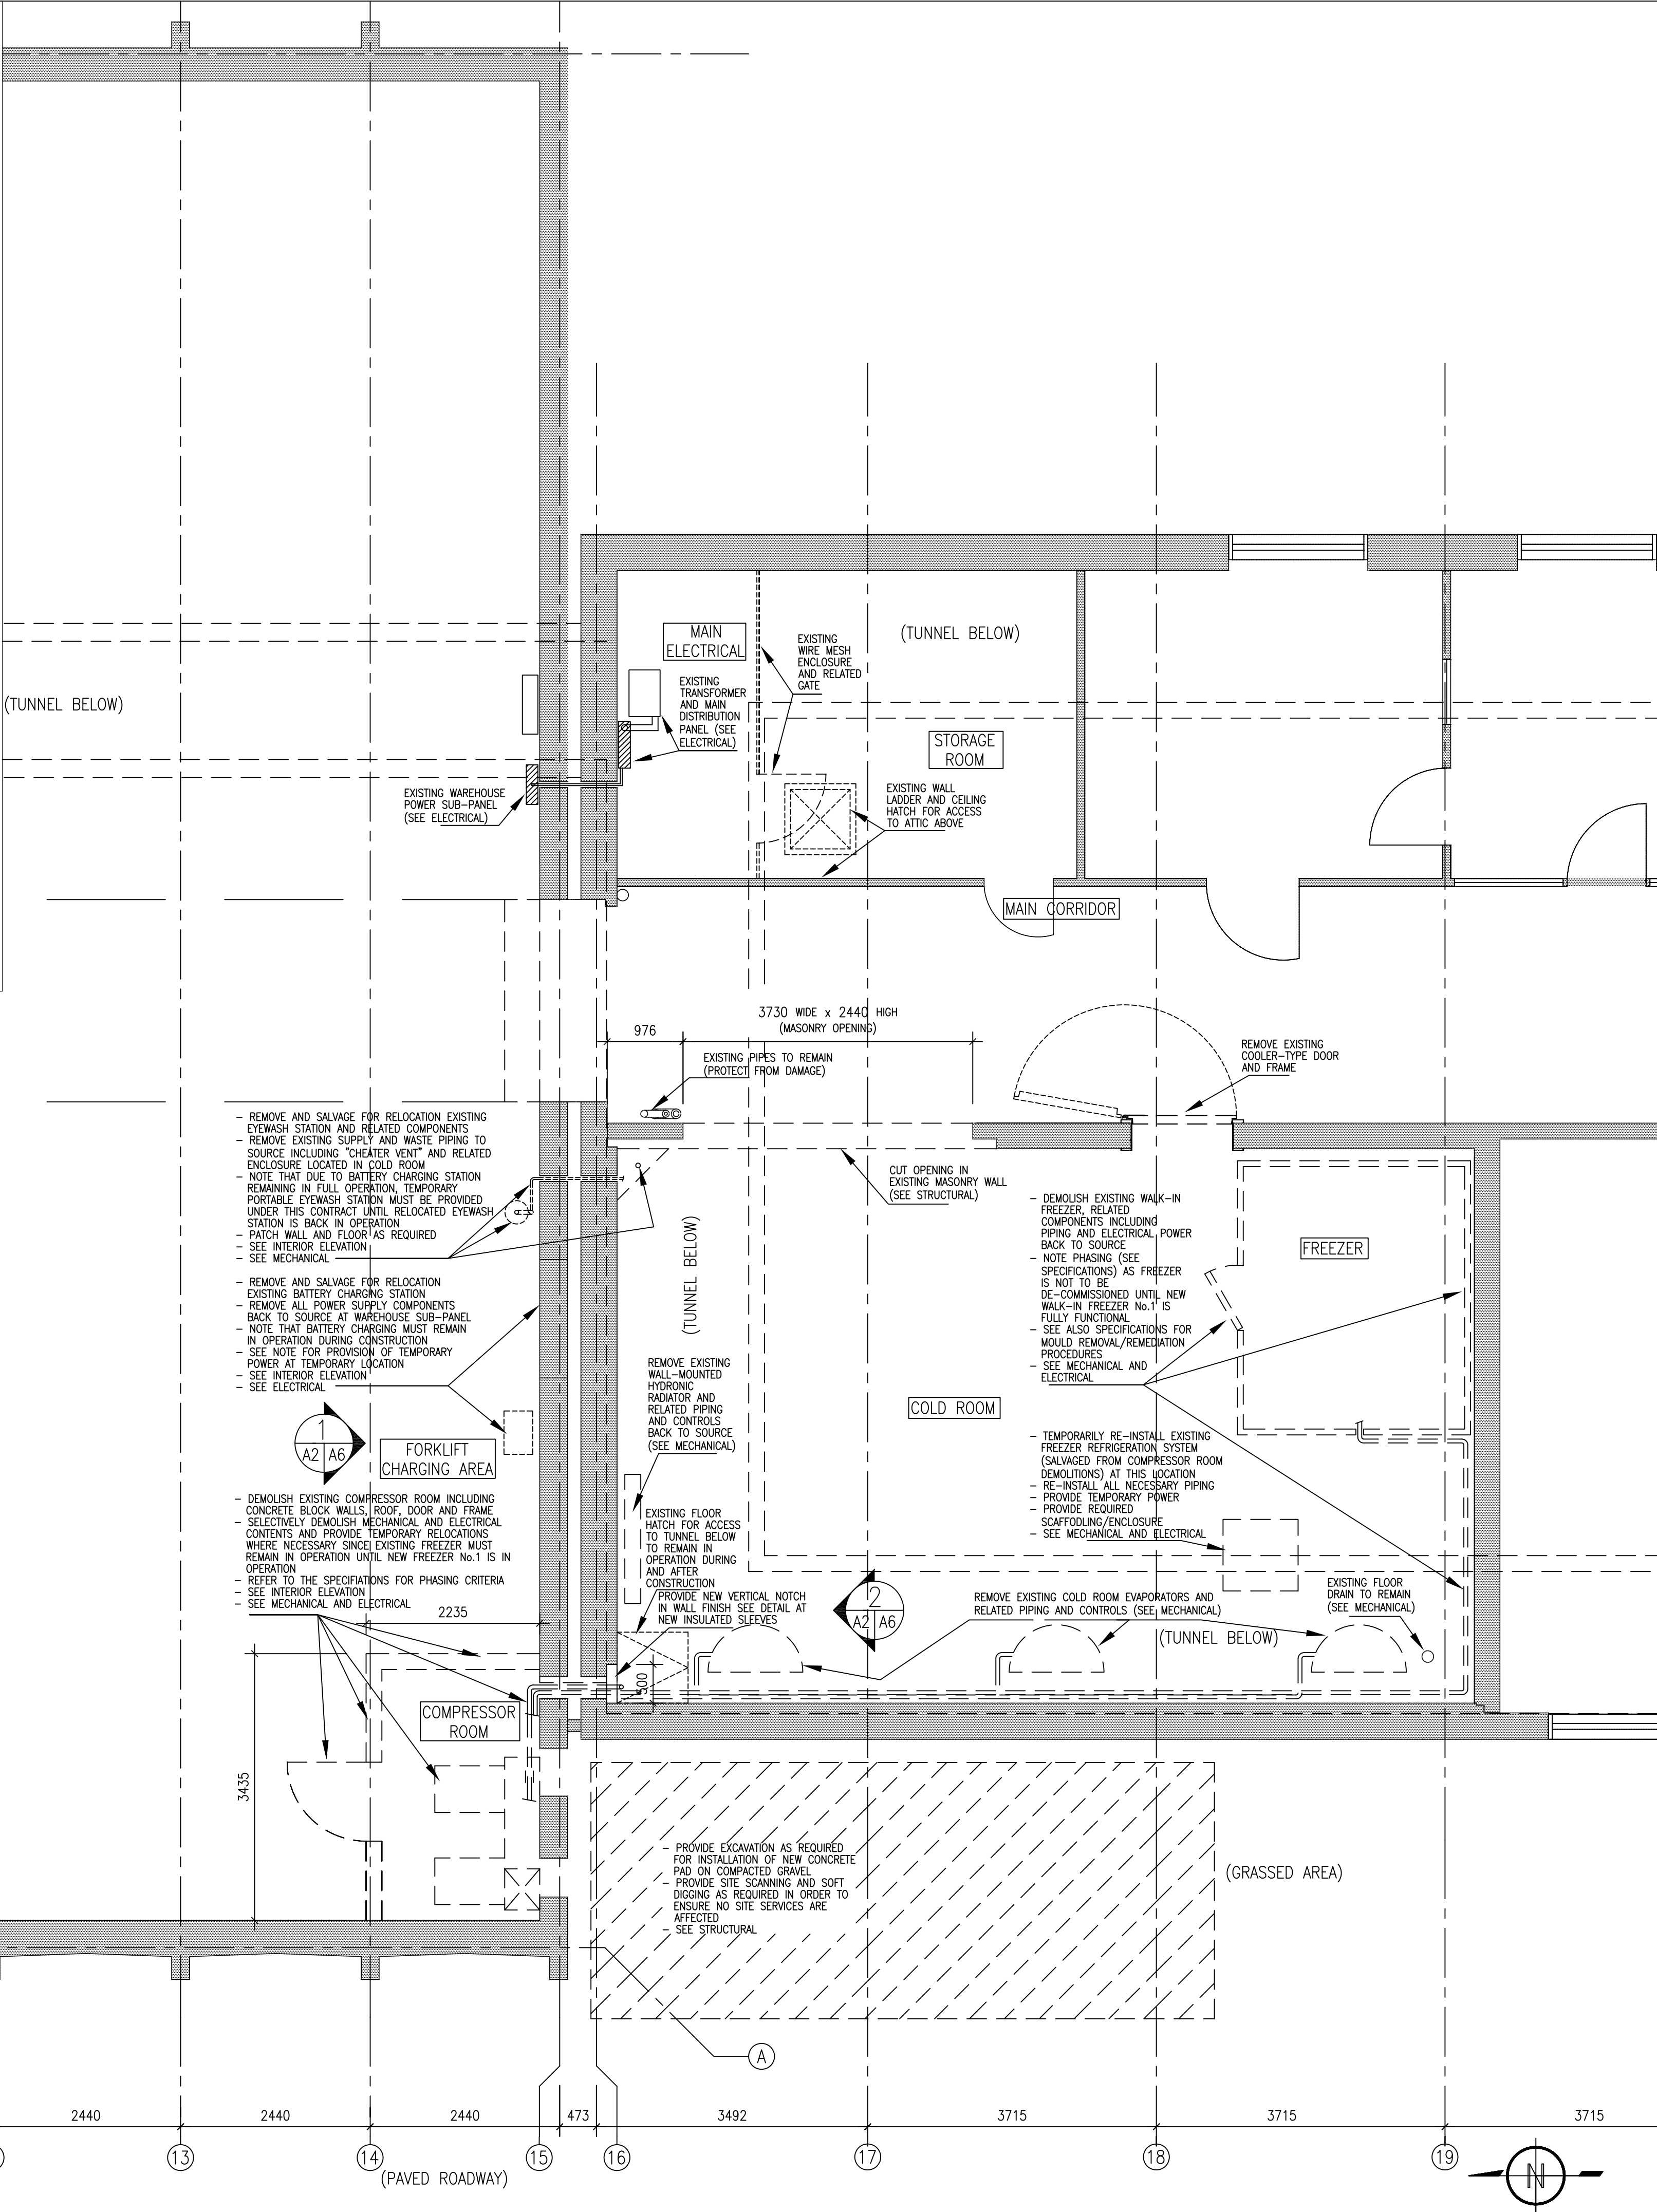 MAIN
ELECTRICAL
(TUNNEL BELOW)
EXISTING
WIRE MESH
ENCLOSURE
AND RELATED
GATE
EXISTING
TRANSFORMER
AND MAIN
DISTRIBUTION
PANEL (SEE
ELECTRICAL)
(TUNNEL BELOW)
STORAGE
ROOM
EXISTING WAREHOUSE
POWER SUB-PANEL
(SEE ELECTRICAL)
EXISTING WALL
LADDER AND CEILING
HATCH FOR ACCESS
TO ATTIC ABOVE
MAIN CORRIDOR
3730 WIDE x 2440 HIGH
(MASONRY OPENING)
976
EXISTING PIPES TO REMAIN
(PROTECT FROM DAMAGE)
REMOVE EXISTING
COOLER-TYPE DOOR
AND FRAME
- REMOVE AND SALVAGE FOR RELOCATION EXISTING
EYEWASH STATION AND RELATED COMPONENTS
- REMOVE EXISTING SUPPLY AND WASTE PIPING TO
SOURCE INCLUDING "CHEATER VENT" AND RELATED
ENCLOSURE LOCATED IN COLD ROOM
- NOTE THAT DUE TO BATTERY CHARGING STATION
REMAINING IN FULL OPERATION, TEMPORARY
PORTABLE EYEWASH STATION MUST BE PROVIDED
UNDER THIS CONTRACT UNTIL RELOCATED EYEWASH
STATION IS BACK IN OPERATION
- PATCH WALL AND FLOOR AS REQUIRED
- SEE INTERIOR ELEVATION
- SEE MECHANICAL
CUT OPENING IN
EXISTING MASONRY WALL
(SEE STRUCTURAL)
- DEMOLISH EXISTING WALK-IN
FREEZER, RELATED
COMPONENTS INCLUDING
PIPING AND ELECTRICAL POWER
BACK TO SOURCE
- NOTE PHASING (SEE
SPECIFICATIONS) AS FREEZER
IS NOT TO BE
DE-COMMISSIONED UNTIL NEW
WALK-IN FREEZER No.1 IS
FULLY FUNCTIONAL
- SEE ALSO SPECIFICATIONS FOR
MOULD REMOVAL/REMEDIATION
PROCEDURES
- SEE MECHANICAL AND
ELECTRICAL
FREEZER
(TUNNEL BELOW)
- REMOVE AND SALVAGE FOR RELOCATION
EXISTING BATTERY CHARGING STATION
- REMOVE ALL POWER SUPPLY COMPONENTS
BACK TO SOURCE AT WAREHOUSE SUB-PANEL
- NOTE THAT BATTERY CHARGING MUST REMAIN
IN OPERATION DURING CONSTRUCTION
- SEE NOTE FOR PROVISION OF TEMPORARY
POWER AT TEMPORARY LOCATION
- SEE INTERIOR ELEVATION
- SEE ELECTRICAL
REMOVE EXISTING
WALL-MOUNTED
HYDRONIC
RADIATOR AND
RELATED PIPING
AND CONTROLS
BACK TO SOURCE
(SEE MECHANICAL)
COLD ROOM
1
A2 A6
FORKLIFT
CHARGING AREA
- TEMPORARILY RE-INSTALL EXISTING
FREEZER REFRIGERATION SYSTEM
(SALVAGED FROM COMPRESSOR ROOM
DEMOLITIONS) AT THIS LOCATION
- RE-INSTALL ALL NECESSARY PIPING
- PROVIDE TEMPORARY POWER
- PROVIDE REQUIRED
SCAFFODLING/ENCLOSURE
- SEE MECHANICAL AND ELECTRICAL
- DEMOLISH EXISTING COMPRESSOR ROOM INCLUDING
CONCRETE BLOCK WALLS, ROOF, DOOR AND FRAME
- SELECTIVELY DEMOLISH MECHANICAL AND ELECTRICAL
CONTENTS AND PROVIDE TEMPORARY RELOCATIONS
WHERE NECESSARY SINCE EXISTING FREEZER MUST
REMAIN IN OPERATION UNTIL NEW FREEZER No.1 IS IN
OPERATION
- REFER TO THE SPECIFIATIONS FOR PHASING CRITERIA
- SEE INTERIOR ELEVATION
- SEE MECHANICAL AND ELECTRICAL
EXISTING FLOOR
HATCH FOR ACCESS
TO TUNNEL BELOW
TO REMAIN IN
OPERATION DURING
AND AFTER
CONSTRUCTION
PROVIDE NEW VERTICAL NOTCH
IN WALL FINISH SEE DETAIL AT
NEW INSULATED SLEEVES
2
A2 A6
REMOVE EXISTING COLD ROOM EVAPORATORS AND
RELATED PIPING AND CONTROLS (SEE MECHANICAL)
EXISTING FLOOR
DRAIN TO REMAIN
(SEE MECHANICAL)
(TUNNEL BELOW)
2235
500
COMPRESSOR
ROOM
3435
- PROVIDE EXCAVATION AS REQUIRED
FOR INSTALLATION OF NEW CONCRETE
PAD ON COMPACTED GRAVEL
- PROVIDE SITE SCANNING AND SOFT
DIGGING AS REQUIRED IN ORDER TO
ENSURE NO SITE SERVICES ARE
AFFECTED
- SEE STRUCTURAL
(GRASSED AREA)
A
2440 2440 2440 473 3492 3715 3715 3715
13 14 15 16 17 18 19
(PAVED ROADWAY)
N